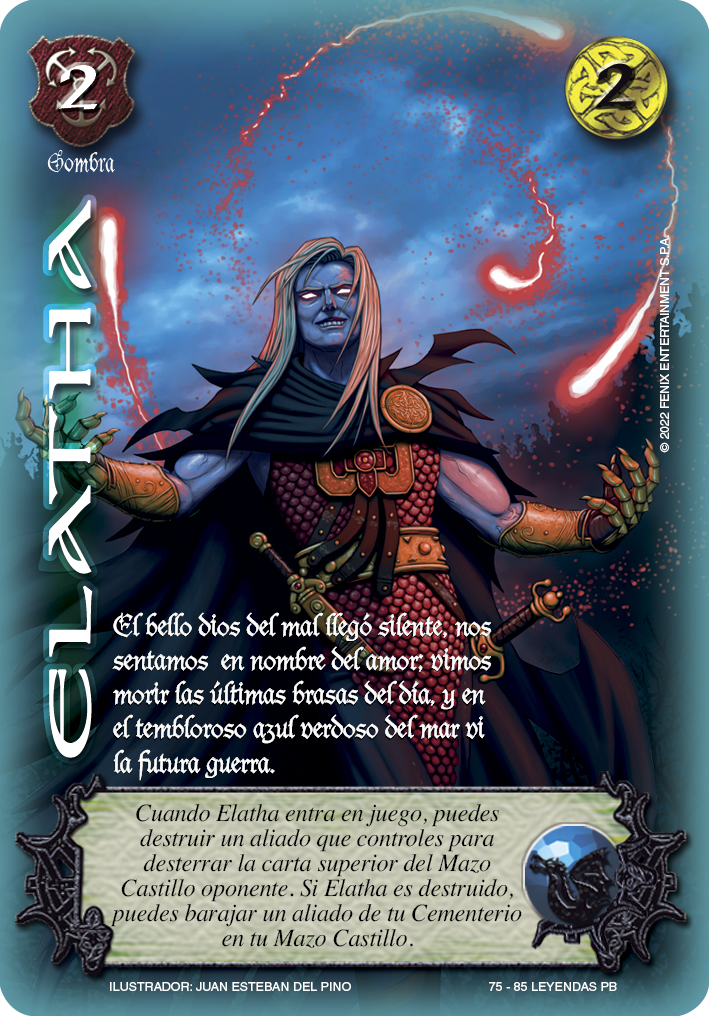 2
2
Sombra
ELATHA
© 2022 FENIX ENTERTAINMENT S.P.A.
El bello dios del mal llegó silente, nos
sentamos en nombre del amor; vimos
morir las últimas brasas del día, y en
el tembloroso azul verdoso del mar vi
la futura guerra.
Cuando Elatha entra en juego, puedes
destruir un aliado que controles para
desterrar la carta superior del Mazo
Castillo oponente. Si Elatha es destruido,
puedes barajar un aliado de tu Cementerio
en tu Mazo Castillo.
ILUSTRADOR: JUAN ESTEBAN DEL PINO
75 - 85 LEYENDAS PB